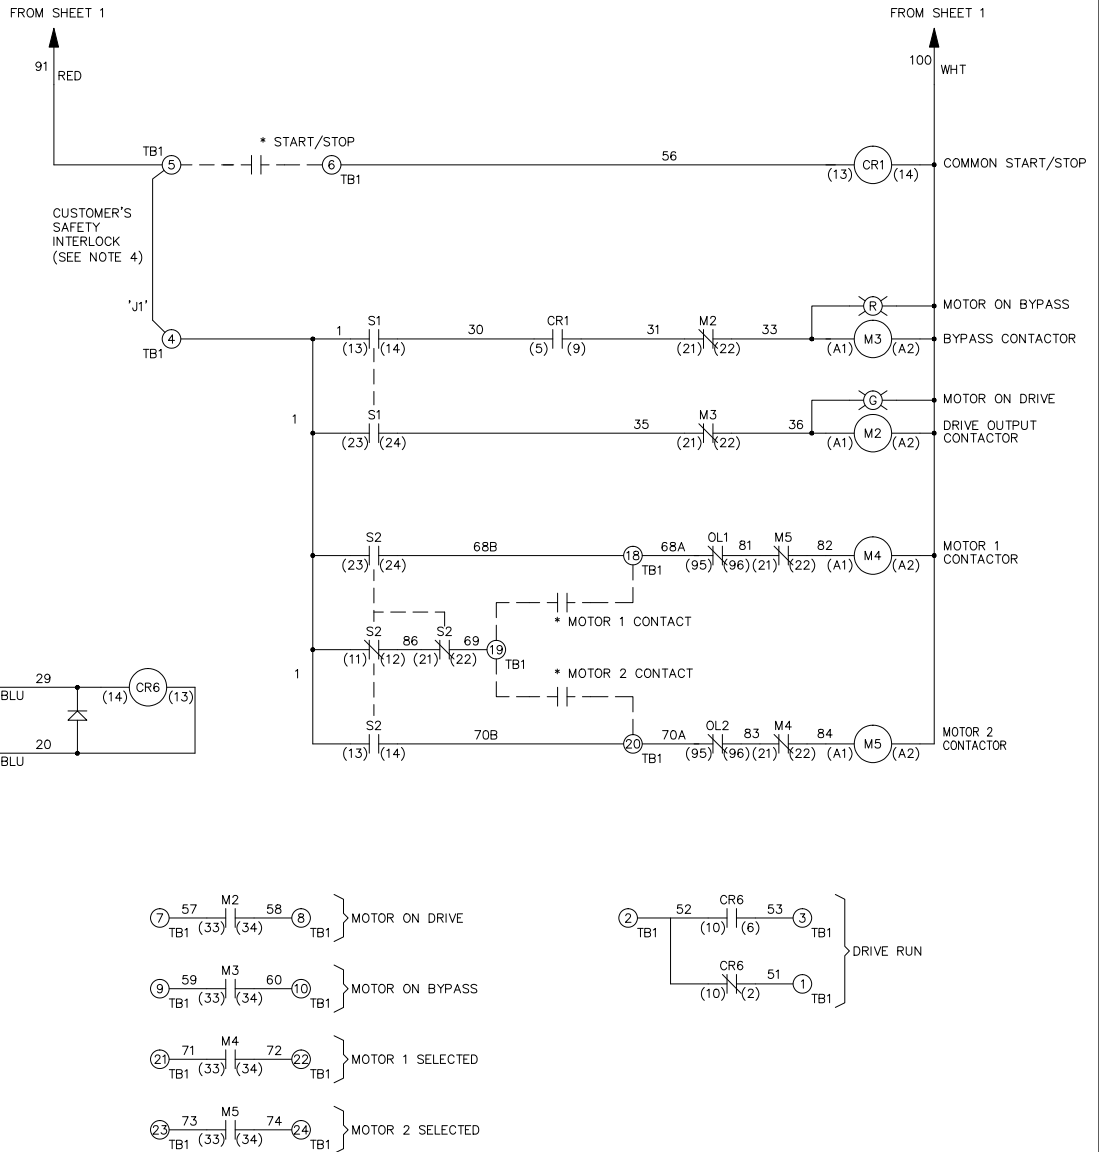 FROM SHEET 1
FROM SHEET 1
91
RED
100
WHT
* START/STOP
TB1
5
6
TB1
56
CR1
(13)
(14)
COMMON START/STOP
CUSTOMER'S
SAFETY
INTERLOCK
(SEE NOTE 4)
'J1'
4
TB1
R
MOTOR ON BYPASS
1
S1
(13)
(14)
30
CR1
(5)
(9)
31
M2
(21)
(22)
33
M3
(A1)
(A2)
BYPASS CONTACTOR
G
MOTOR ON DRIVE
1
S1
(23)
(24)
35
M3
(21)
(22)
36
M2
(A1)
(A2)
DRIVE OUTPUT
CONTACTOR
S2
(23)
(24)
68B
18
TB1
68A
OL1
(95)
(96)
81
M5
(21)
(22)
82
M4
(A1)
(A2)
MOTOR 1
CONTACTOR
* MOTOR 1 CONTACT
S2
(11)
(12)
86
S2
(21)
(22)
69
19
TB1
* MOTOR 2 CONTACT
1
29
BLU
(14)
CR6
(13)
20
BLU
S2
(13)
(14)
70B
20
TB1
70A
OL2
(95)
(96)
83
M4
(21)
(22)
84
M5
(A1)
(A2)
MOTOR 2
CONTACTOR
7
TB1
57
M2
(33)
(34)
58
8
TB1
MOTOR ON DRIVE
2
TB1
52
CR6
(10)
(6)
53
3
TB1
DRIVE RUN
CR6
(10)
(2)
51
1
TB1
9
TB1
59
M3
(33)
(34)
60
10
TB1
MOTOR ON BYPASS
21
TB1
71
M4
(33)
(34)
72
22
TB1
MOTOR 1 SELECTED
23
TB1
73
M5
(33)
(34)
74
24
TB1
MOTOR 2 SELECTED